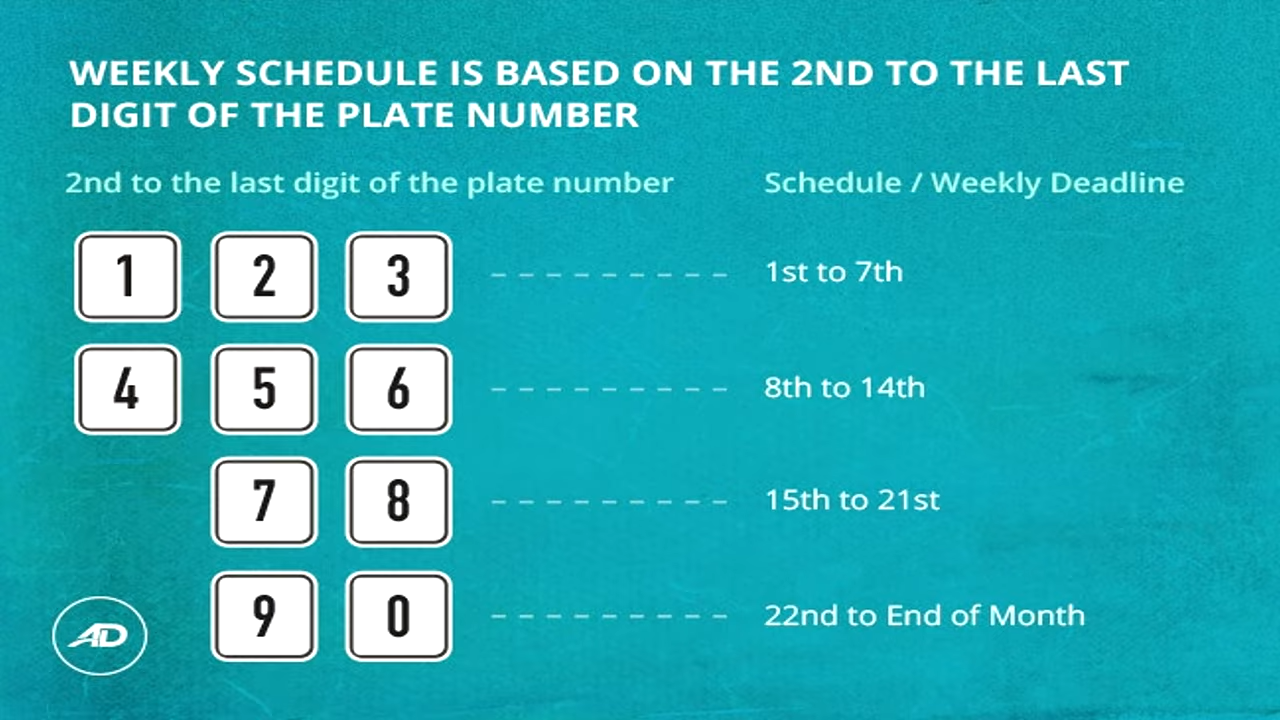 WEEKLY SCHEDULE IS BASED ON THE 2ND TO THE LAST
DIGIT OF THE PLATE NUMBER
2nd to the last digit of the plate number Schedule / Weekly Deadline
1 2 3 1st to 7th
4 5 6 8th to 14th
7 8 15th to 21st
9 0 22nd to End of Month
AD